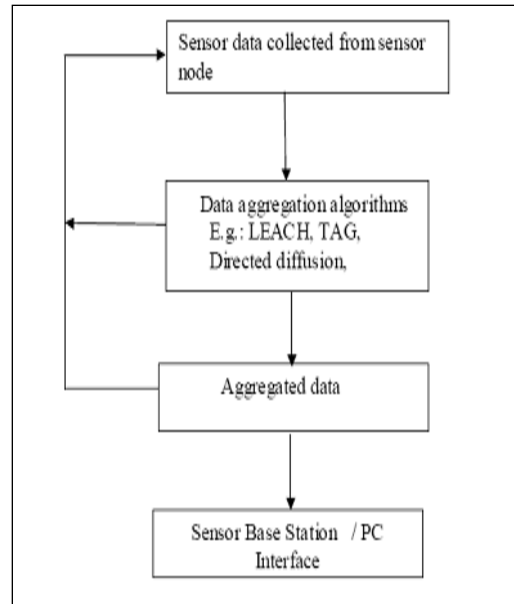 Sensor data collected from sensor
node
Data aggregation algorithms
E.g.: LEACH, TAG,
Directed diffusion,
Aggregated data
Sensor Base Station / PC
Interface